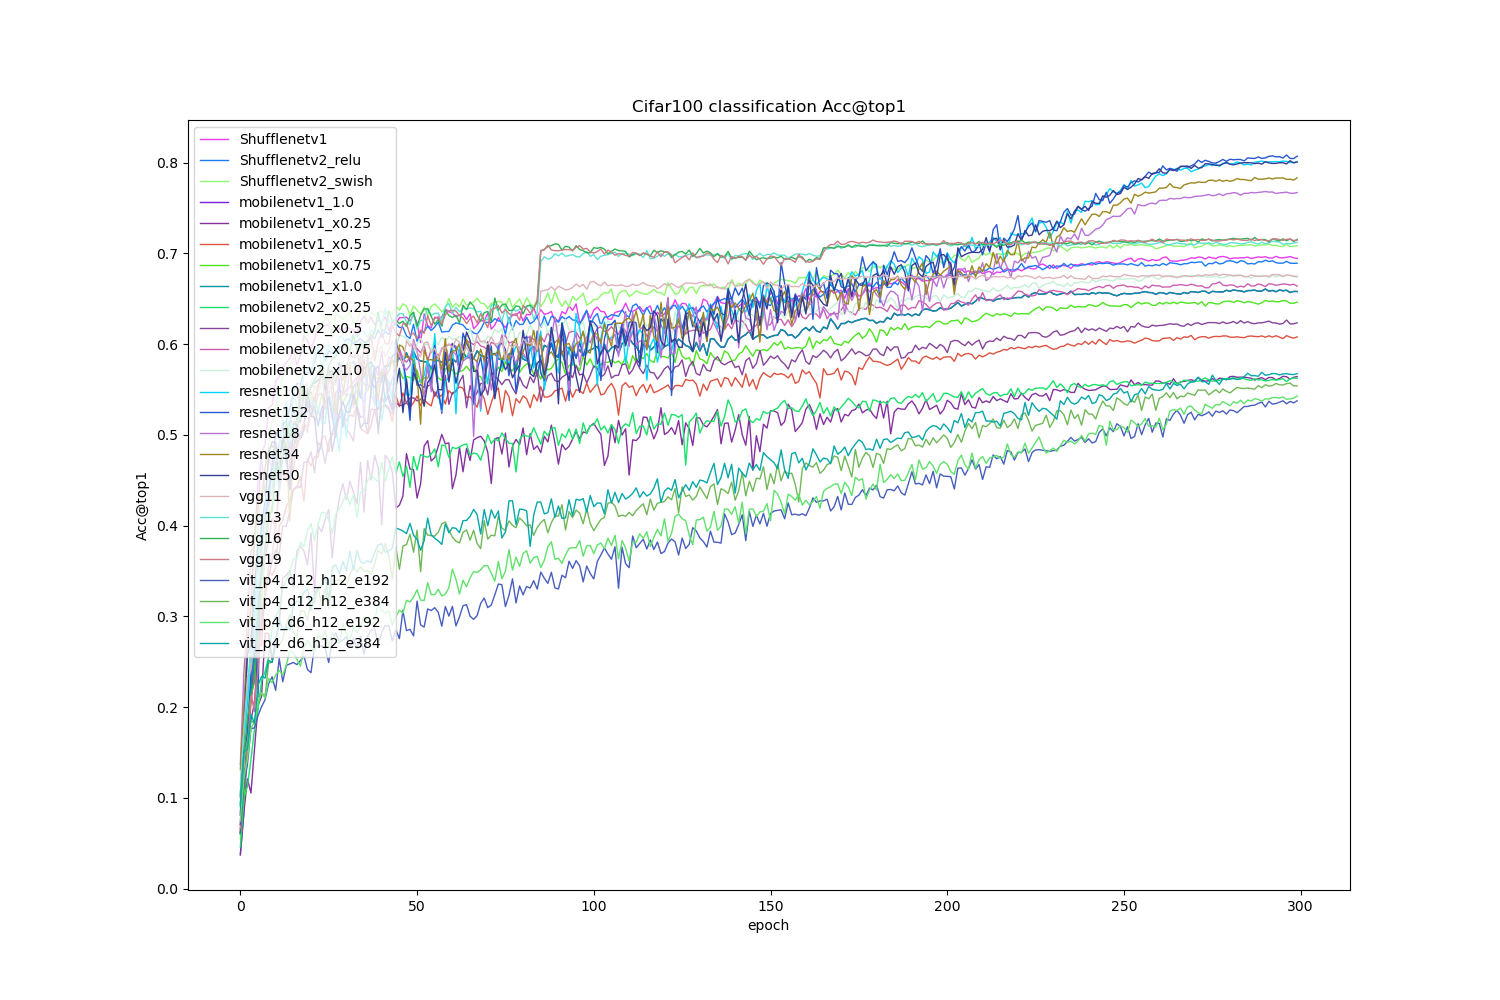 Cifar100 classification Acc@top1
Shufflenetv1
Shufflenetv2_relu
Shufflenetv2_swish
mobilenetv1_1.0
mobilenetv1_x0.25
mobilenetv1_x0.5
mobilenetv1_x0.75
mobilenetv1_x1.0
mobilenetv2_x0.25
mobilenetv2_x0.5
mobilenetv2_x0.75
mobilenetv2_x1.0
resnet101
resnet152
resnet18
resnet34
resnet50
vgg11
vgg13
vgg16
vgg19
vit_p4_d12_h12_e192
vit_p4_d12_h12_e384
vit_p4_d6_h12_e192
vit_p4_d6_h12_e384
Acc@top1
0.8
0.7
0.6
0.5
0.4
0.3
0.2
0.1
0.0
0 50 100 150 200 250 300
epoch